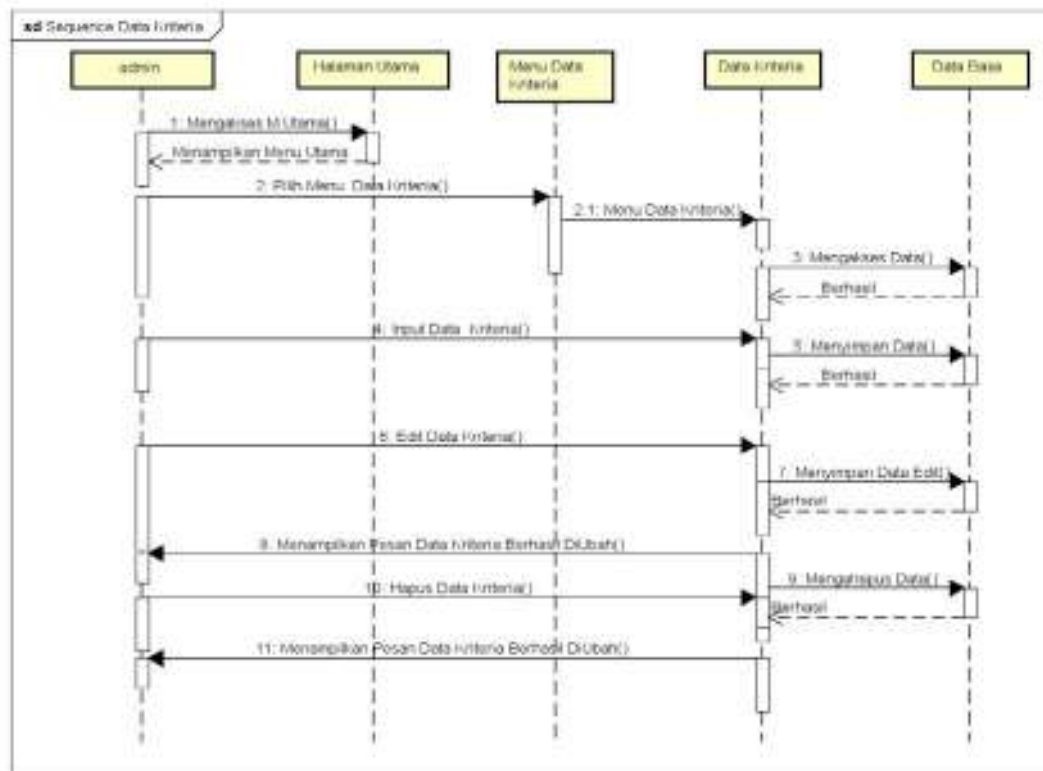 sd Sequence Data Kriteria
admin
Halaman Utama
Menu Data
Kriteria
Data Kriteria
Data Base
1: Mengakses M.Utama()
Menampilkan Menu Utama
2: Pilih Menu Data Kriteria()
2.1: Menu Data Kriteria()
3: Mengakses Data()
Berhasil
4: Input Data Kriteria()
5: Menyimpan Data()
Berhasil
6: Edit Data Kriteria()
7: Menyimpan Data Edit()
Berhasil
8: Menampilkan Pesan Data Kriteria Berhasil DiUbah()
9: Mengahapus Data()
10: Hapus Data Kriteria()
Berhasil
11: Menampilkan Pesan Data Kriteria Berhasil DiUbah()